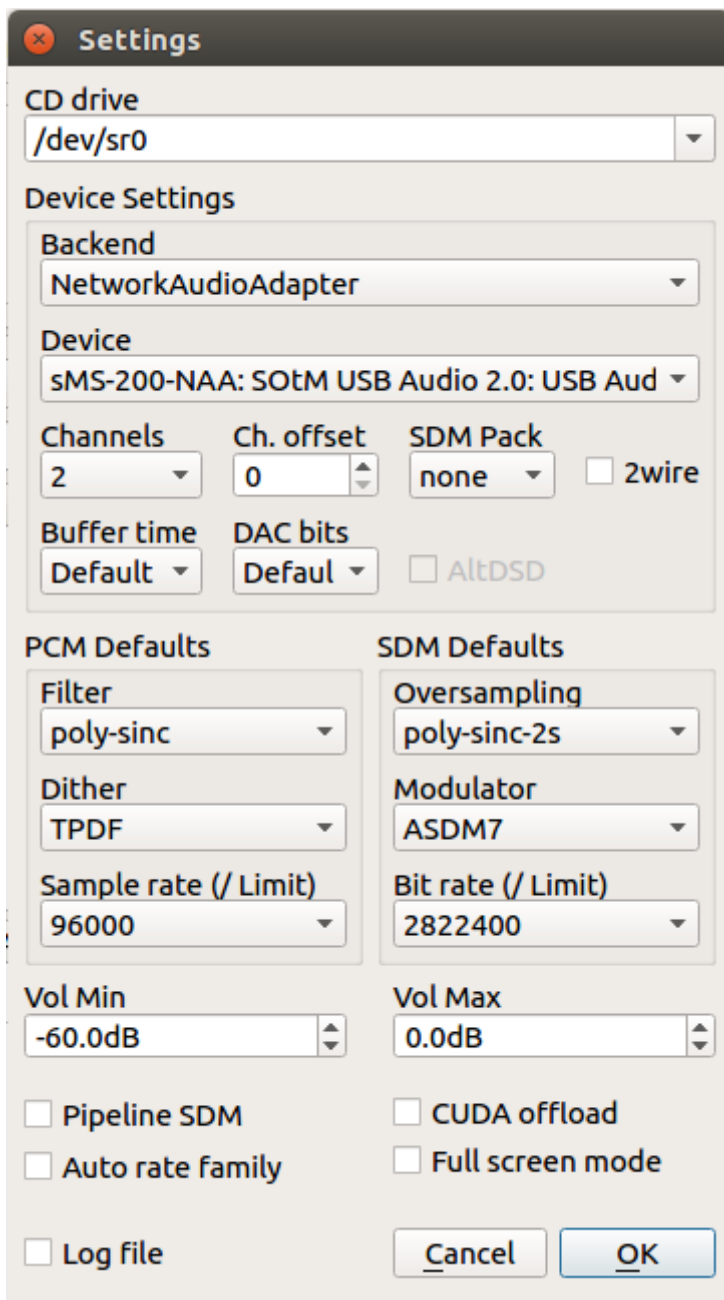 Settings
CD drive
/dev/sr0
Device Settings
Backend
NetworkAudioAdapter
Device
sMS-200-NAA: SOtM USB Audio 2.0: USB Aud
Channels Ch. offset SDM Pack
2 0 none 2wire
Buffer time DAC bits
Default Defaul AltDSD
PCM Defaults SDM Defaults
Filter Oversampling
poly-sinc poly-sinc-2s
Dither Modulator
TPDF ASDM7
Sample rate (/ Limit) Bit rate (/ Limit)
96000 2822400
Vol Min Vol Max
-60.0dB 0.0dB
Pipeline SDM CUDA offload
Auto rate family Full screen mode
Log file Cancel OK